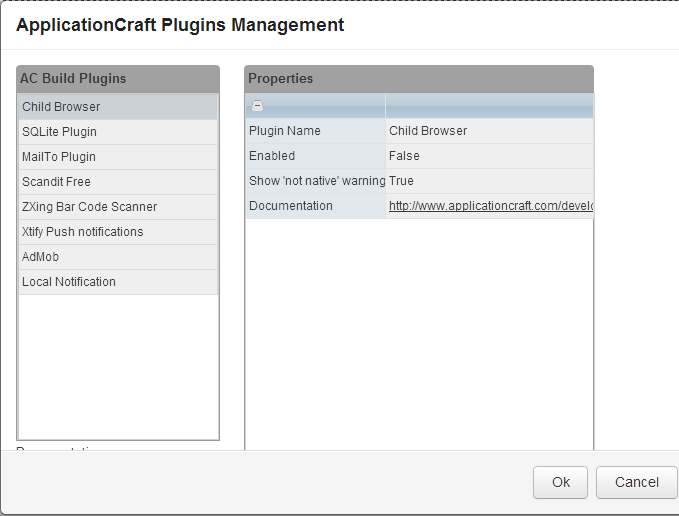 ApplicationCraft Plugins Management
AC Build Plugins
Child Browser
SQLite Plugin
MailTo Plugin
Scandit Free
ZXing Bar Code Scanner
Xtify Push notifications
AdMob
Local Notification
Properties
Plugin Name Child Browser
Enabled False
Show 'not native' warning True
Documentation http://www.applicationcraft.com/develo
Ok Cancel